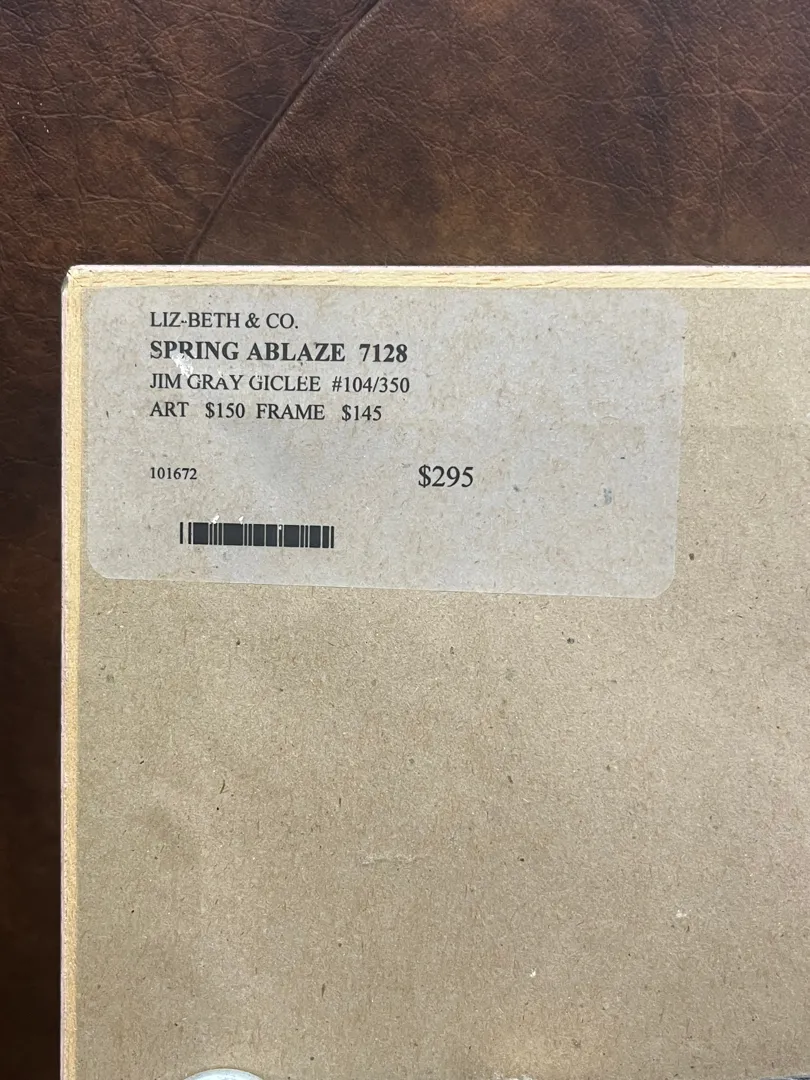 LIZ-BETH & CO.
SPRING ABLAZE 7128
JIM GRAY GICLEE #104/350
ART $150 FRAME $145
101672 $295